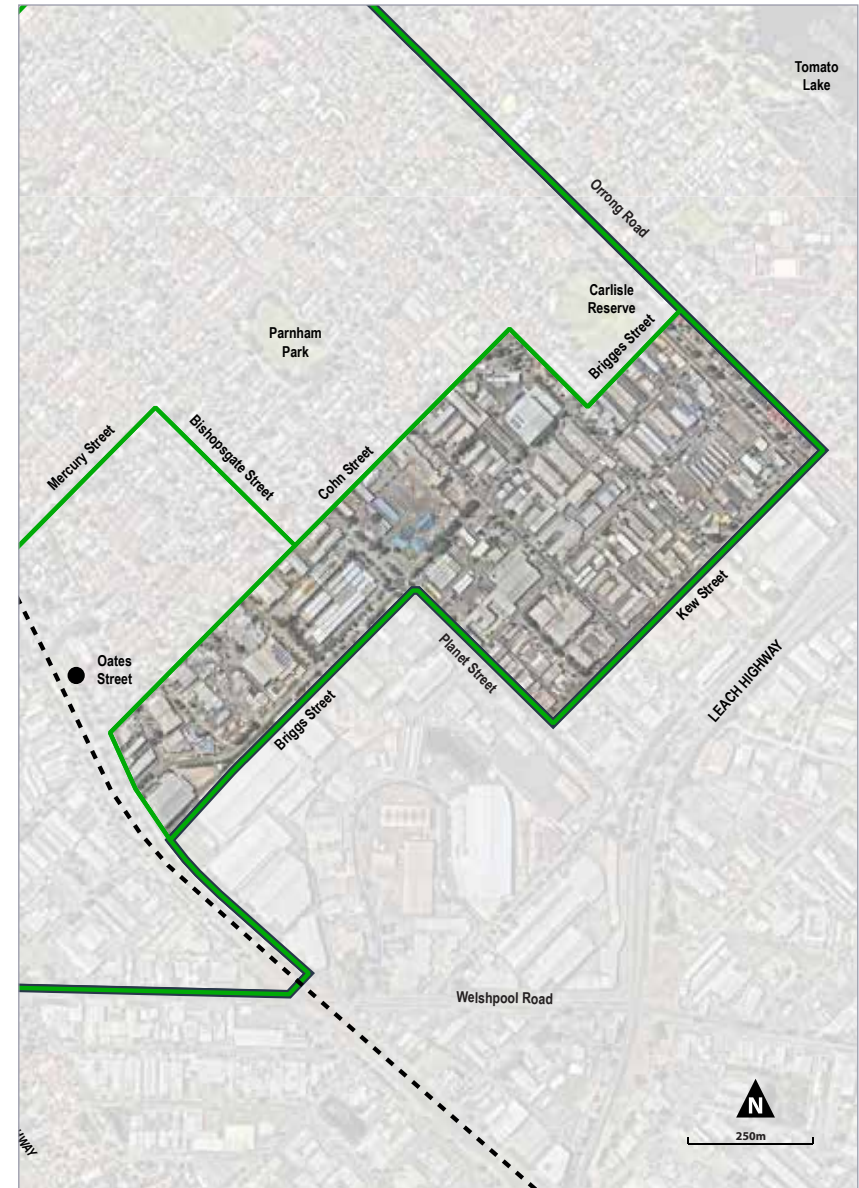 Tomato
Lake
Orrong Road
Carlisle
Reserve
Brigges Street
Parnham
Park
Mercury Street
Bishopsgate Street
Cohn Street
Kew Street
Planet Street
LEACH HIGHWAY
Oates
Street
Briggs Street
Welshpool Road
N
250m
WAY